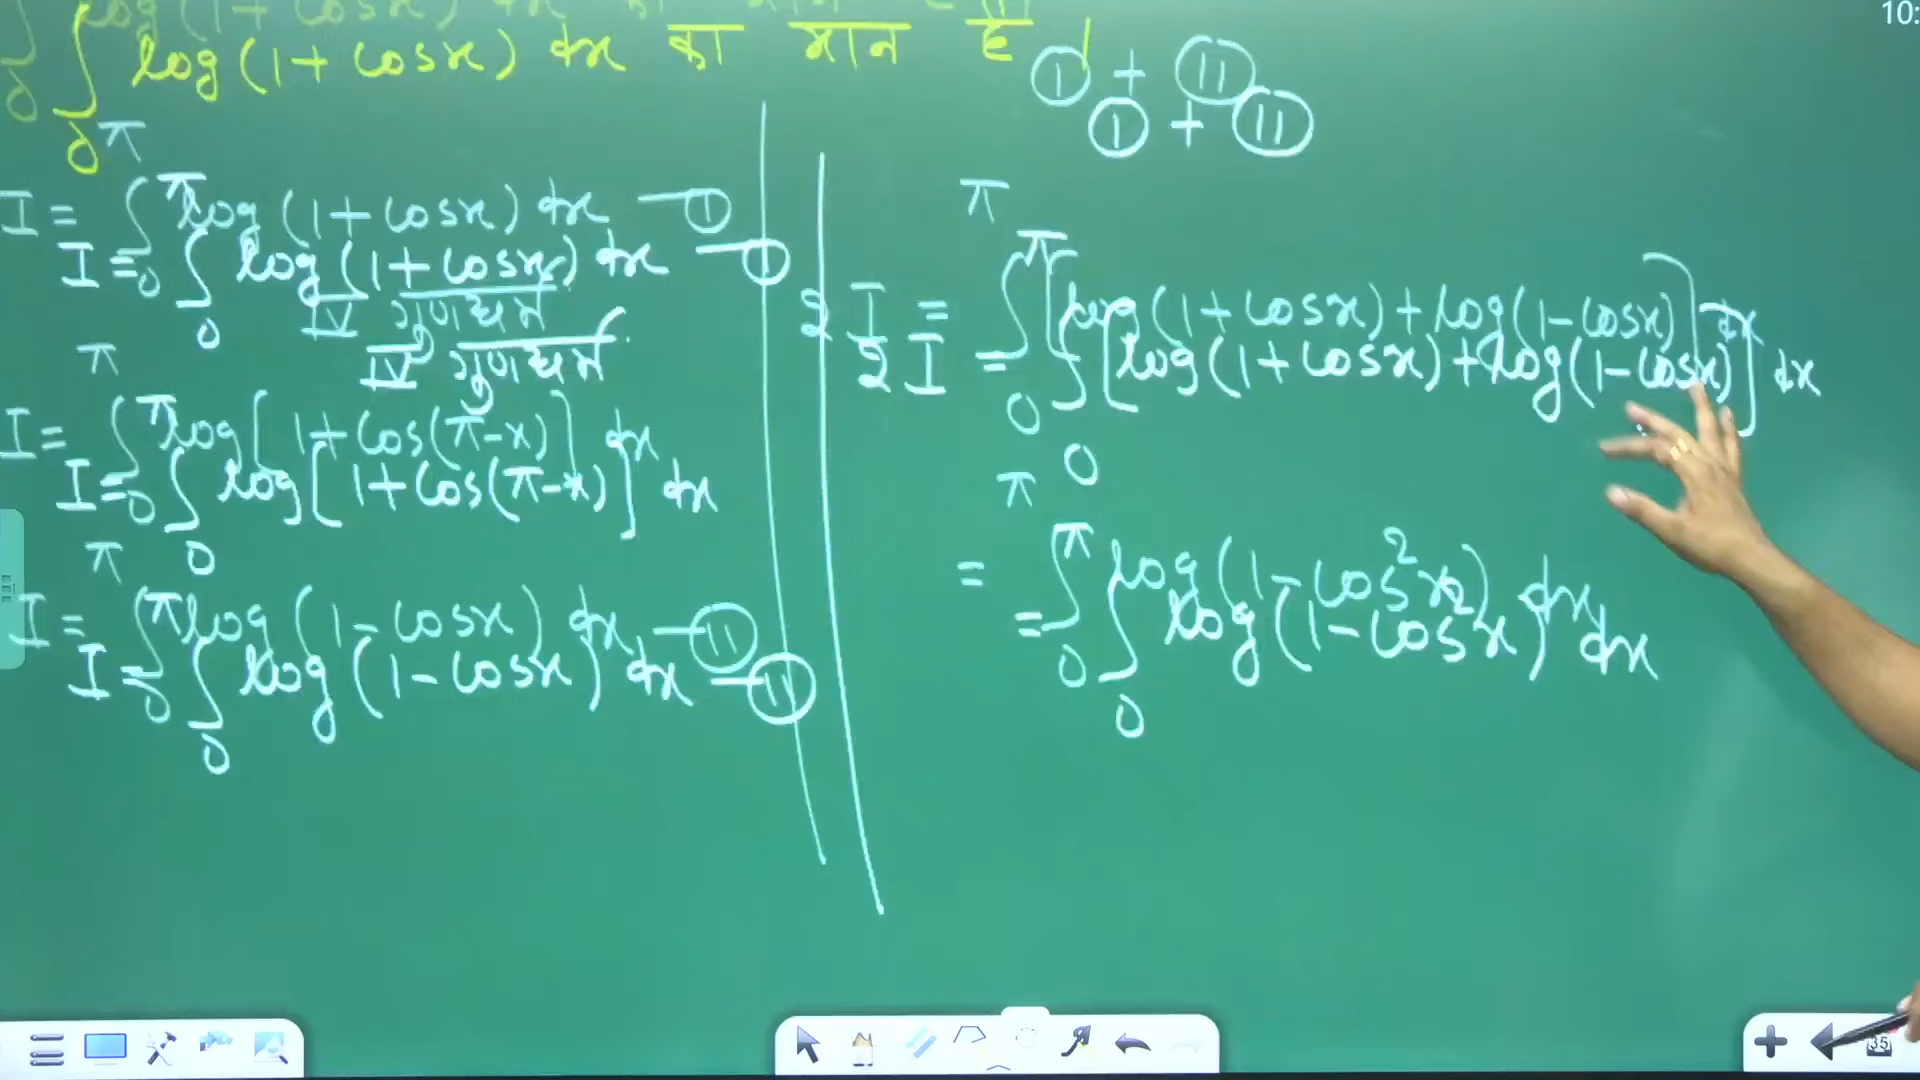 ∫₀^π log(1+cosx) dx का मान है।
I = ∫₀^π log(1+cosx) dx —①
IV गुणधर्म
I = ∫₀^π log[1+cos(π-x)] dx
I = ∫₀^π log(1-cosx) dx —⑪
① + ⑪
2I = ∫₀^π [log(1+cosx)+log(1-cosx)] dx
= ∫₀^π log(1-cos²x) dx
10:
35